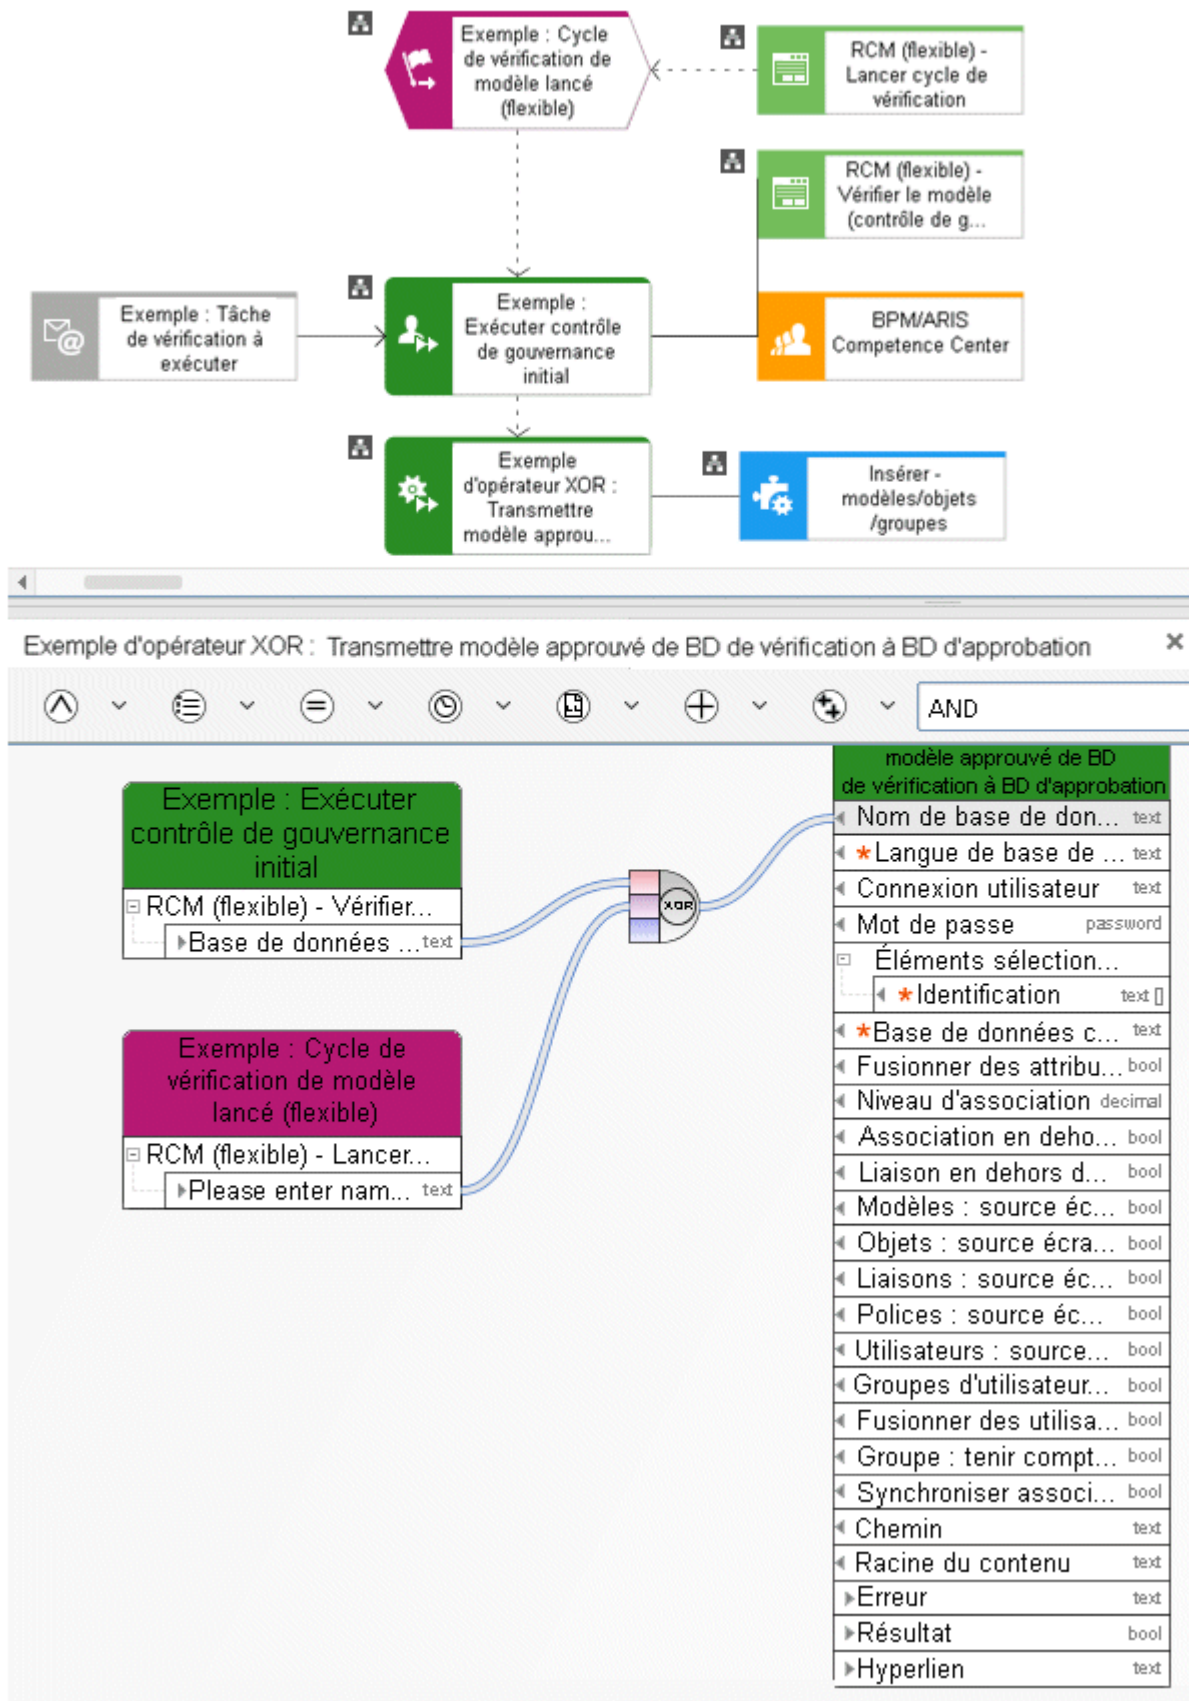 Exemple : Cycle
de vérification de
modèle lancé
(flexible)
RCM (flexible) -
Lancer cycle de
vérification
RCM (flexible) -
Vérifier le modèle
(contrôle de g...
Exemple : Tâche
de vérification à
exécuter
Exemple :
Exécuter contrôle
de gouvernance
initial
BPM/ARIS
Competence Center
Exemple
d'opérateur XOR :
Transmettre
modèle approu...
Insérer -
modèles/objets
/groupes
Exemple d'opérateur XOR : Transmettre modèle approuvé de BD de vérification à BD d'approbation
AND
Exemple : Exécuter
contrôle de gouvernance
initial
RCM (flexible) - Vérifier...
Base de données ... text
XOR
Exemple : Cycle de
vérification de modèle
lancé (flexible)
RCM (flexible) - Lancer...
Please enter nam... text
modèle approuvé de BD
de vérification à BD d'approbation
Nom de base de don... text
*Langue de base de ... text
Connexion utilisateur text
Mot de passe password
Éléments sélection...
*Identification text []
*Base de données c... text
Fusionner des attribu... bool
Niveau d'association decimal
Association en deho... bool
Liaison en dehors d... bool
Modèles : source éc... bool
Objets : source écra... bool
Liaisons : source éc... bool
Polices : source éc... bool
Utilisateurs : source... bool
Groupes d'utilisateur... bool
Fusionner des utilisa... bool
Groupe : tenir compt... bool
Synchroniser associ... bool
Chemin text
Racine du contenu text
Erreur text
Résultat bool
Hyperlien text